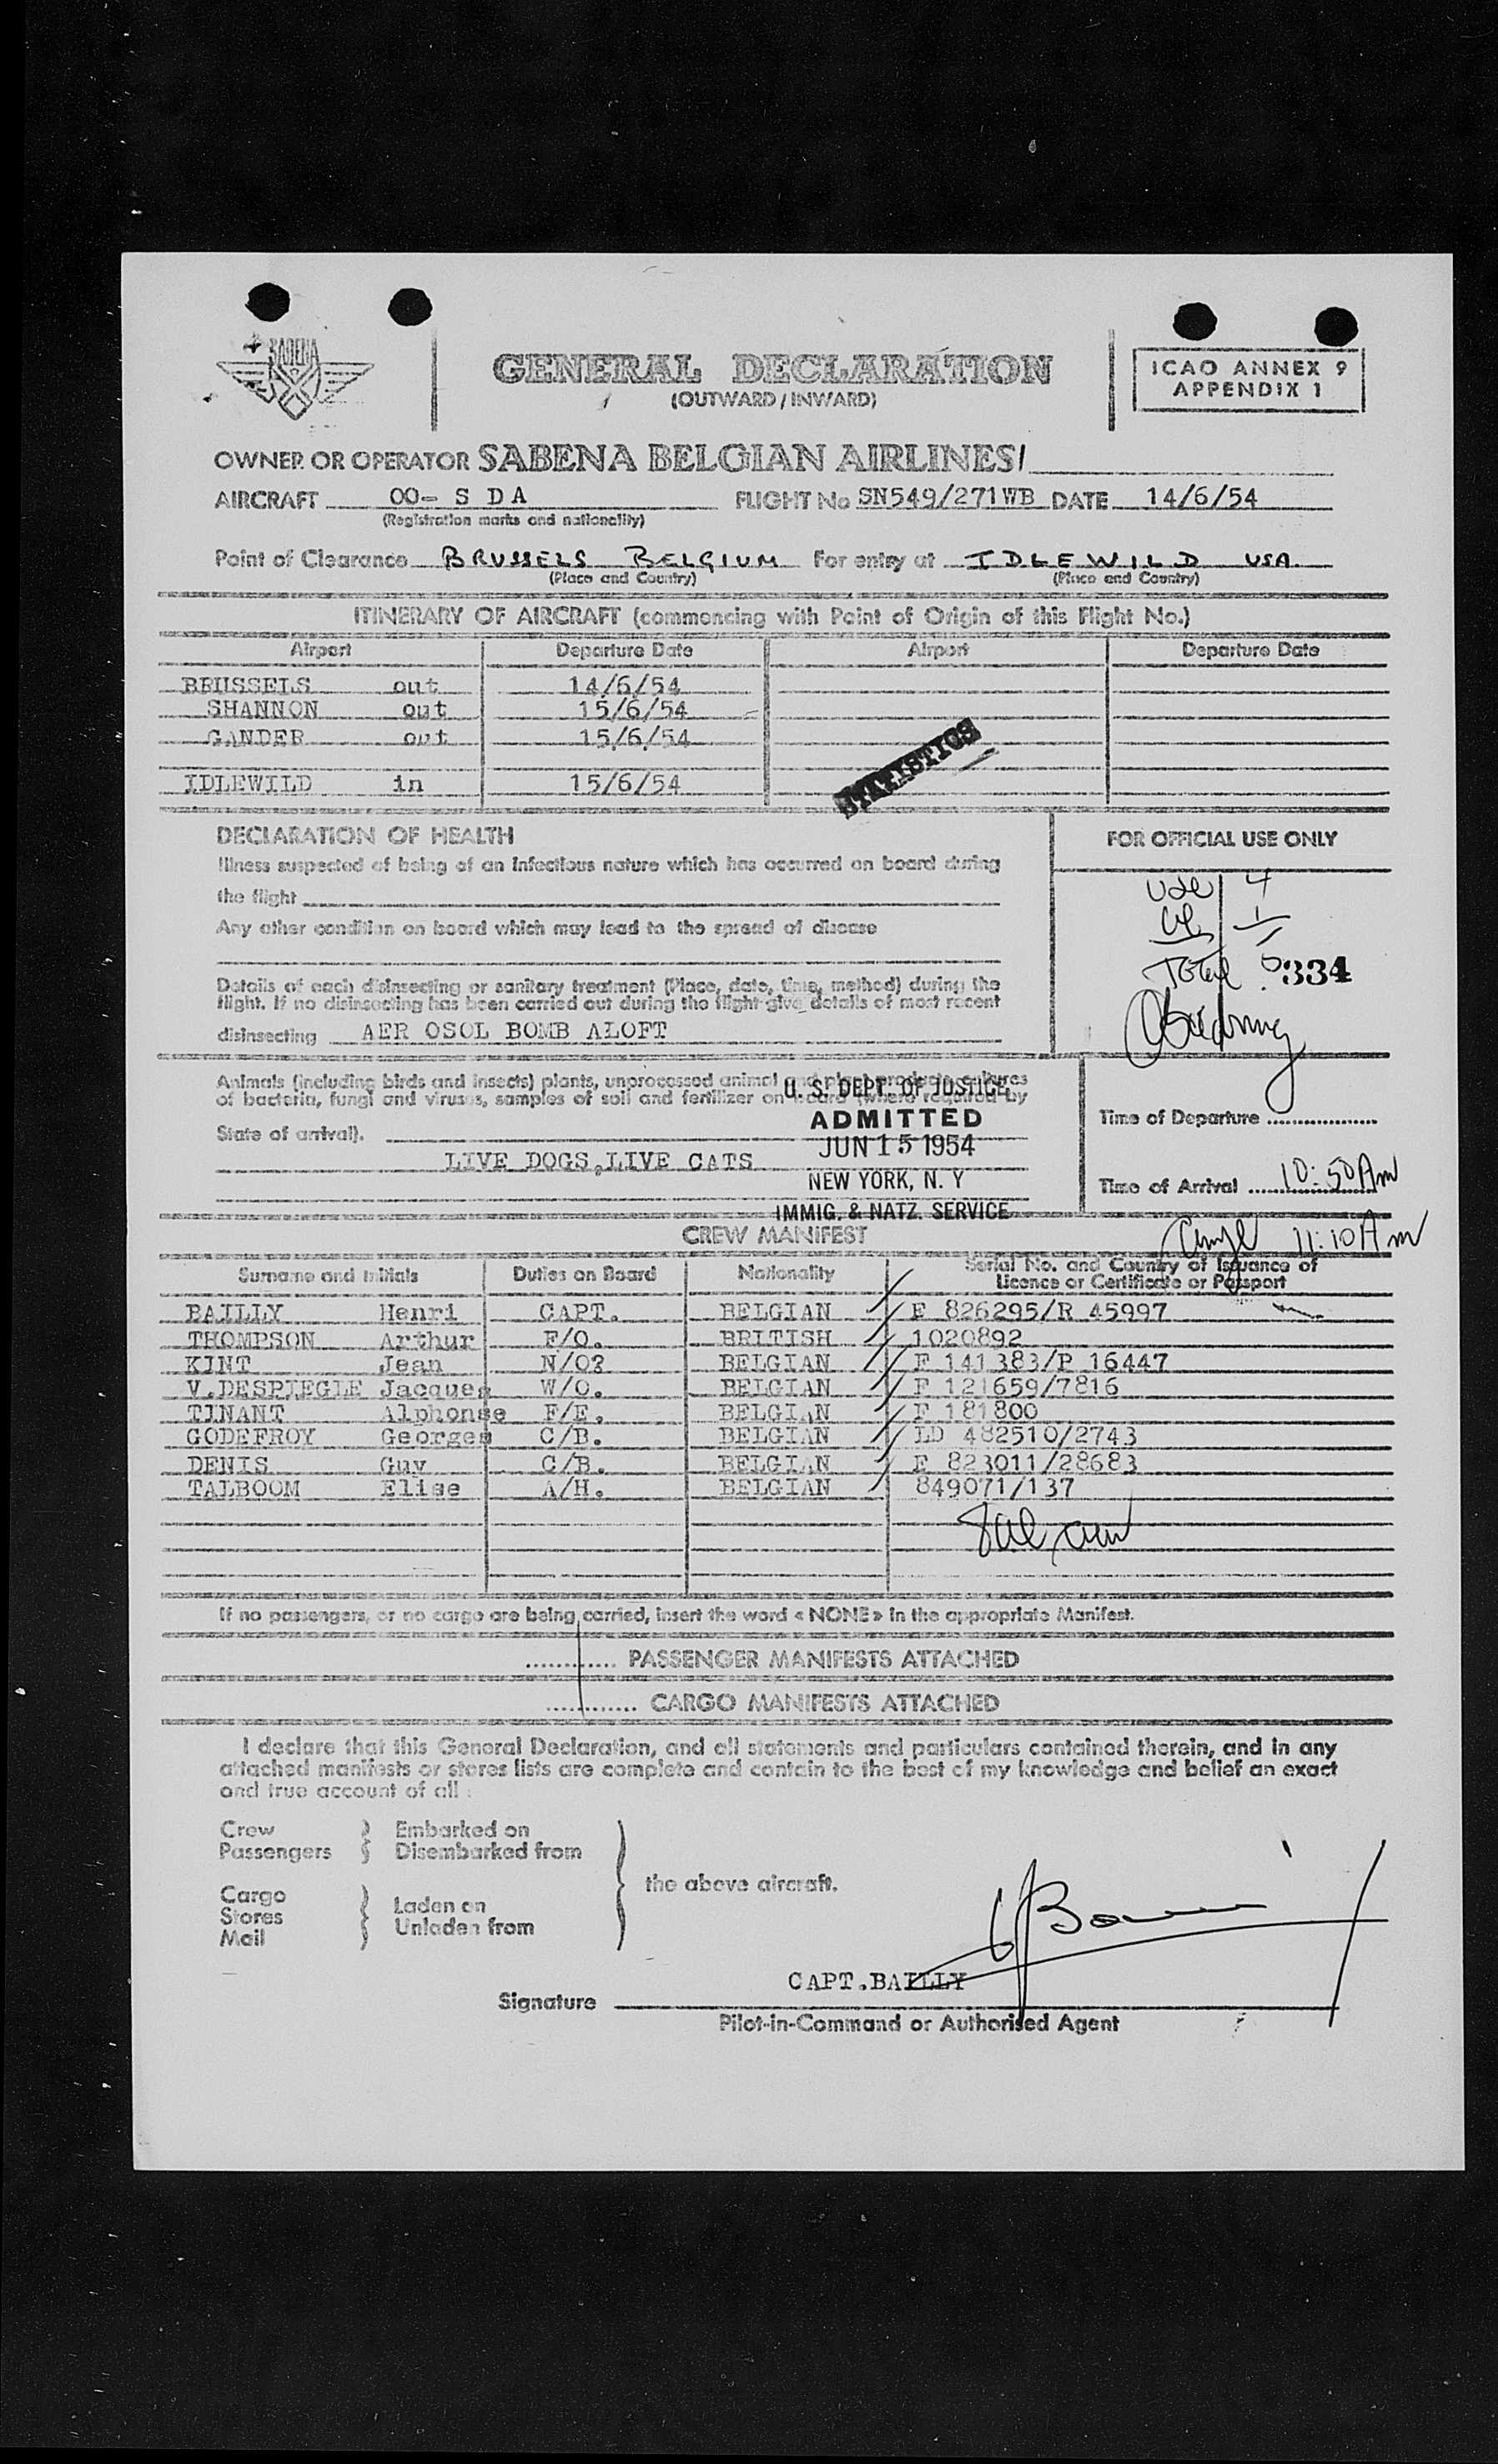 SABENA
GENERAL DECLARATION
(OUTWARD / INWARD)
ICAO ANNEX 9
APPENDIX 1
OWNER OR OPERATOR SABENA BELGIAN AIRLINES/
AIRCRAFT OO- S D A FLIGHT No SN549/271WB DATE 14/6/54
(Registration marks and nationality)
Point of Clearance BRUSSELS BELGIUM For entry at IDLEWILD USA.
(Place and Country) (Place and Country)
ITINERARY OF AIRCRAFT (commencing with Point of Origin of this Flight No.)
Airport Departure Date Airport Departure Date
BRUSSELS out 14/6/54
SHANNON out 15/6/54
GANDER out 15/6/54
IDLEWILD in 15/6/54
STATISTICS
DECLARATION OF HEALTH
Illness suspected of being of an infectious nature which has occurred on board during
the flight
Any other condition on board which may lead to the spread of disease
Details of each disinsecting or sanitary treatment (Place, date, time, method) during the
flight. If no disinsecting has been carried out during the flight give details of most recent
disinsecting AER OSOL BOMB ALOFT
FOR OFFICIAL USE ONLY
4
1
Total 5
334
Animals (including birds and insects) plants, unprocessed animal and plant products, cultures
of bacteria, fungi and viruses, samples of soil and fertilizer on board (where required by
State of arrival).
LIVE DOGS, LIVE CATS
U. S. DEPT. OF JUSTICE
ADMITTED
JUN 15 1954
NEW YORK, N. Y
IMMIG. & NATZ. SERVICE
Time of Departure
Time of Arrival 10:50 Am
11:10 Am
CREW MANIFEST
Surname and Initials Duties on Board Nationality Serial No. and Country of Issuance of
Licence or Certificate or Passport
BAILLY Henri CAPT. BELGIAN E 826295/R 45997
THOMPSON Arthur F/O. BRITISH 1020892
KINT Jean N/O? BELGIAN F 141383/P 16447
V.DESPIEGLE Jacques W/O. BELGIAN F 121659/7816
TINANT Alphonse F/E. BELGIAN F 181800
GODEFROY Georges C/B. BELGIAN LD 482510/2743
DENIS Guy C/B. BELGIAN E 823011/28683
TALBOOM Elise A/H. BELGIAN 849071/137
If no passengers, or no cargo are being carried, insert the word « NONE » in the appropriate Manifest.
PASSENGER MANIFESTS ATTACHED
CARGO MANIFESTS ATTACHED
I declare that this General Declaration, and all statements and particulars contained therein, and in any
attached manifests or stores lists are complete and contain to the best of my knowledge and belief an exact
and true account of all :
Crew Embarked on
Passengers Disembarked from
the above aircraft.
Cargo
Stores Laden on
Mail Unladen from
CAPT.BAILLY
Signature
Pilot-in-Command or Authorised Agent